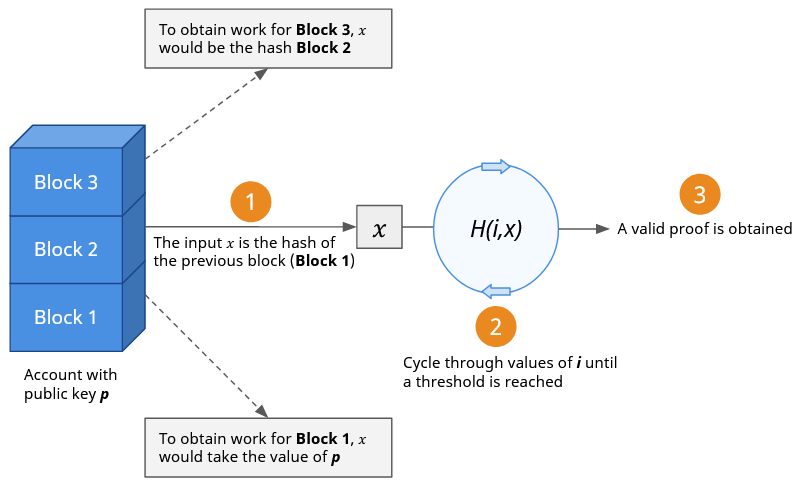 To obtain work for Block 3, x
would be the hash Block 2
Block 3
Block 2
Block 1
Account with
public key p
1
The input x is the hash of
the previous block (Block 1)
x
H(i,x)
2
Cycle through values of i until
a threshold is reached
3
A valid proof is obtained
To obtain work for Block 1, x
would take the value of p